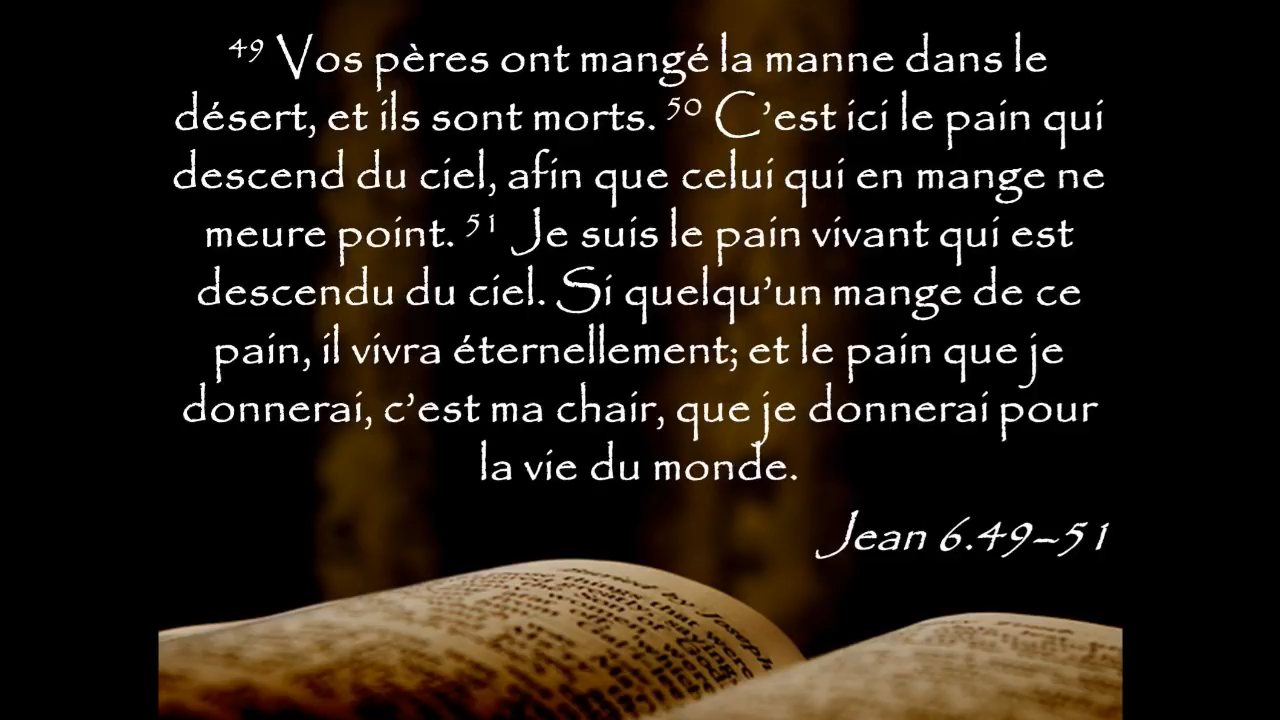 ⁴⁹ Vos pères ont mangé la manne dans le
désert, et ils sont morts. ⁵⁰ C’est ici le pain qui
descend du ciel, afin que celui qui en mange ne
meure point. ⁵¹ Je suis le pain vivant qui est
descendu du ciel. Si quelqu’un mange de ce
pain, il vivra éternellement; et le pain que je
donnerai, c’est ma chair, que je donnerai pour
la vie du monde.
Jean 6.49–51